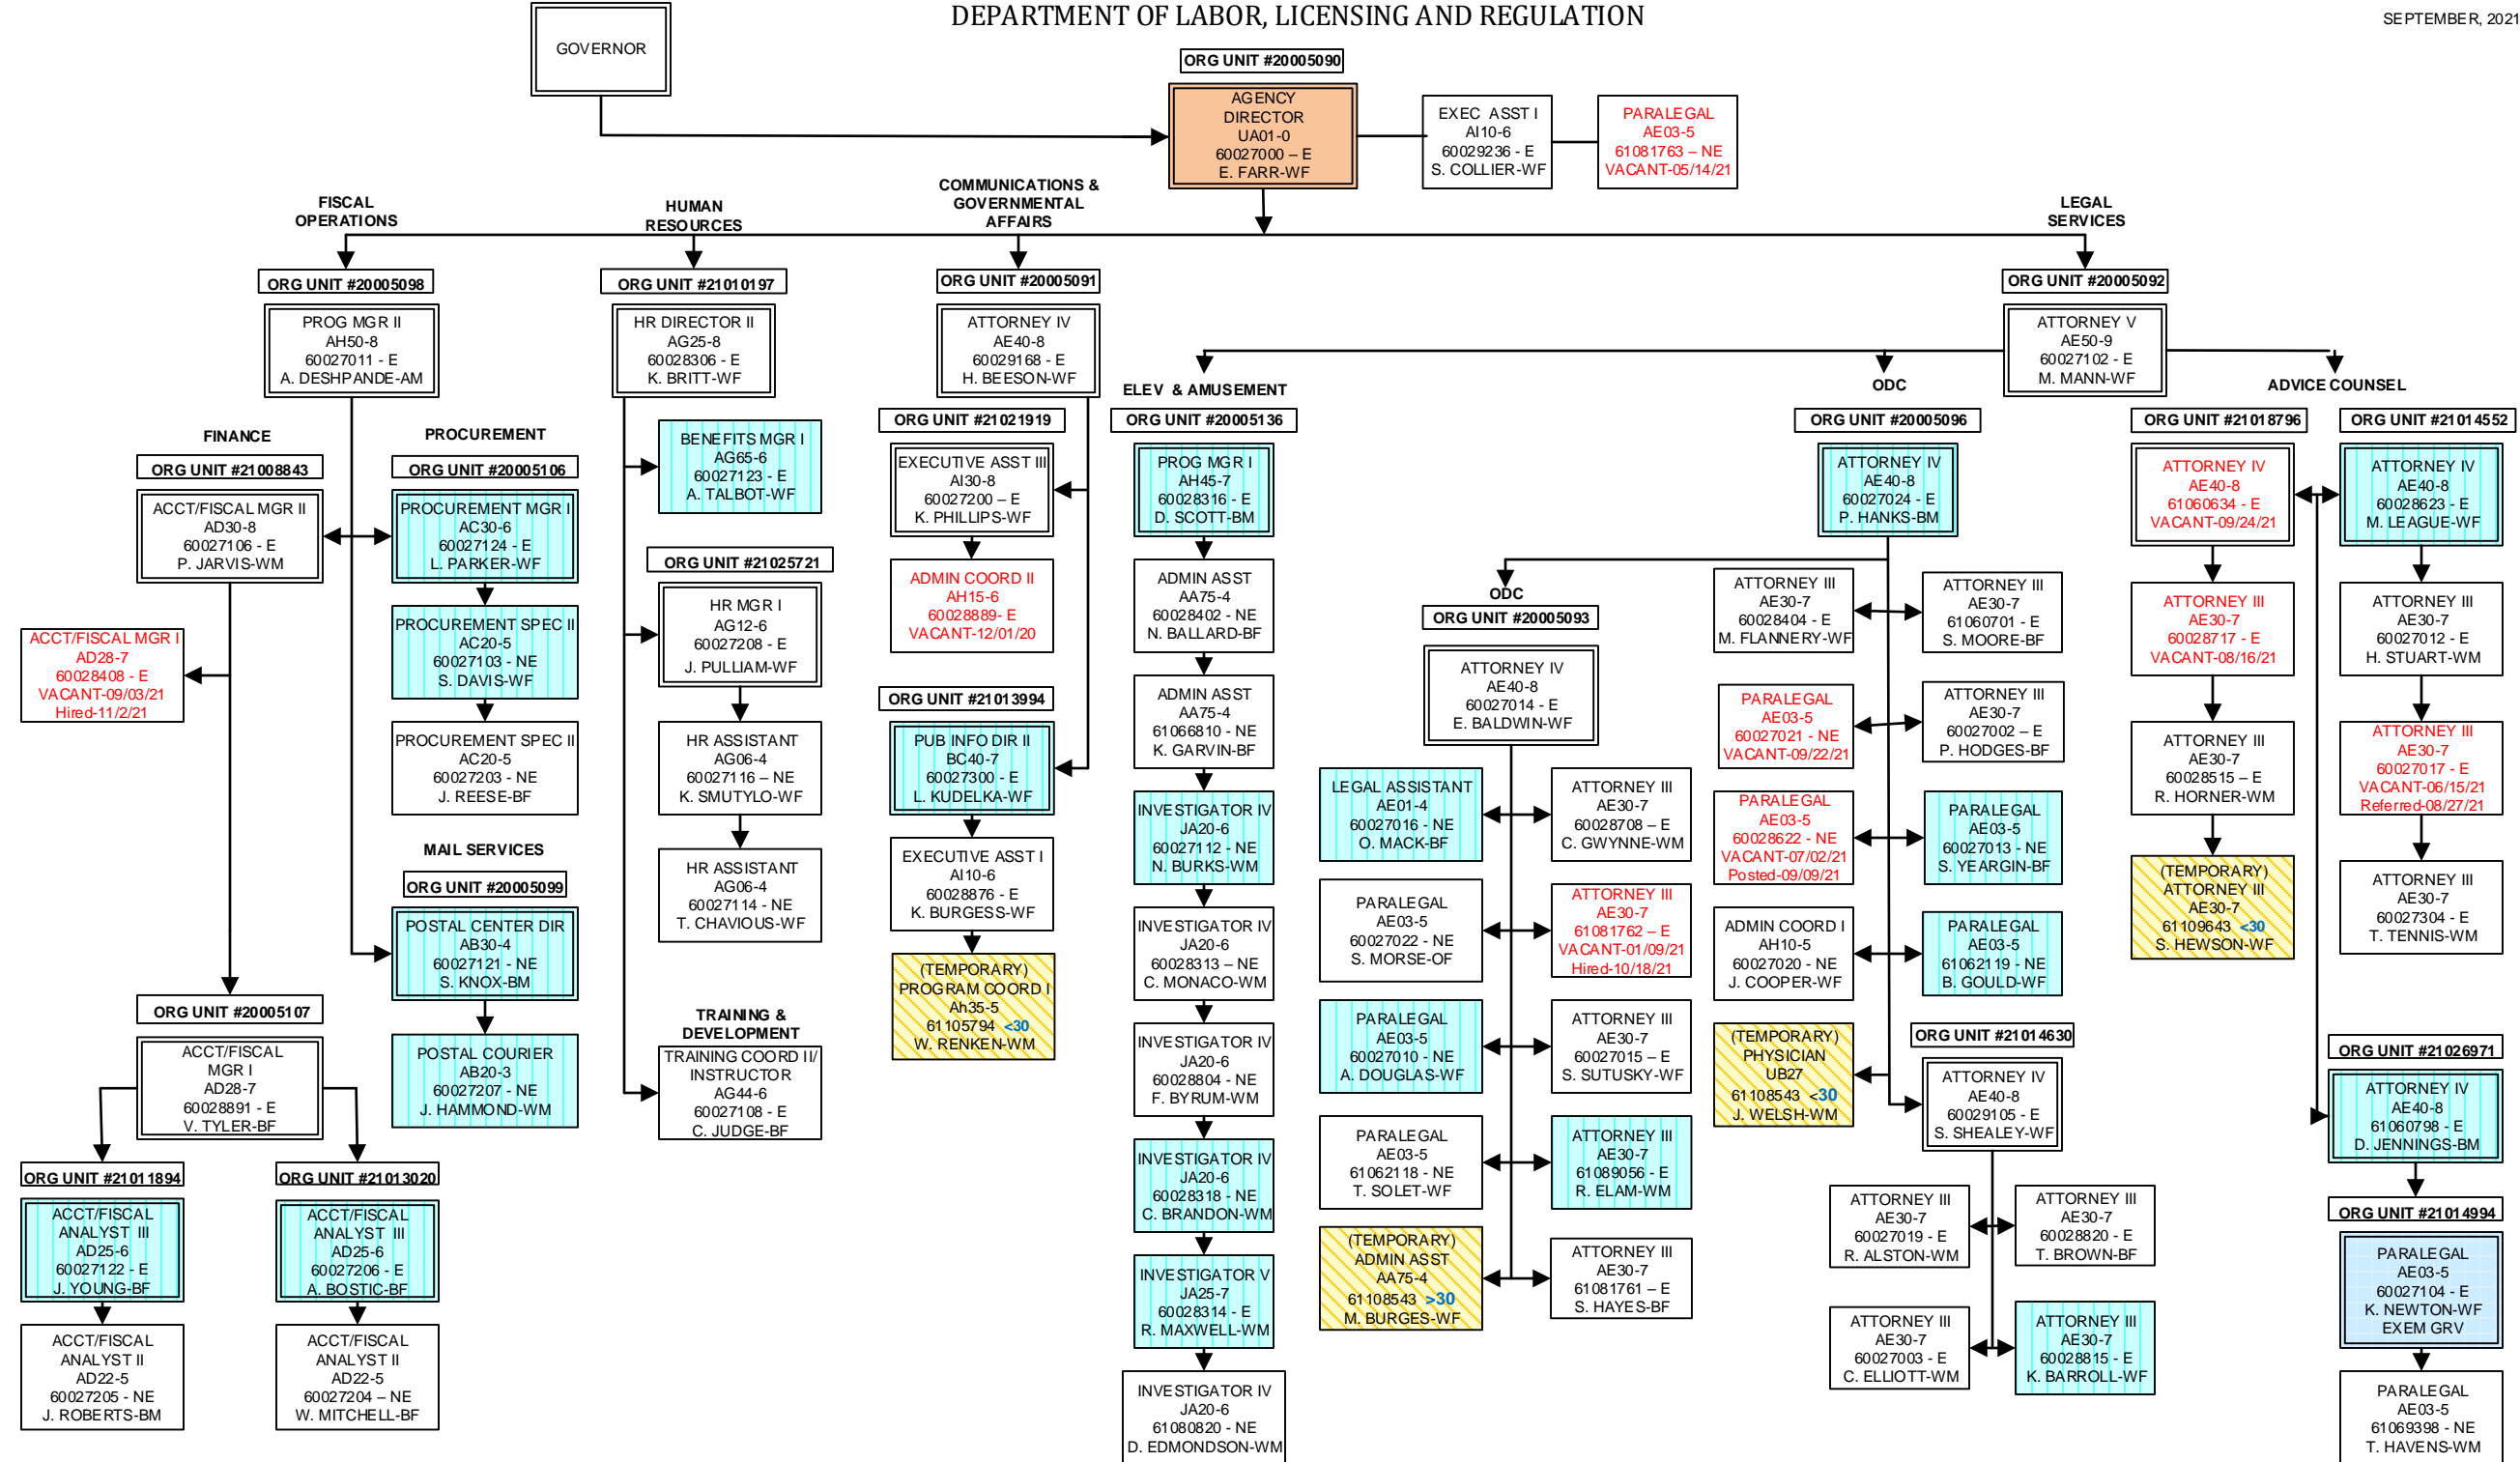 DEPARTMENT OF LABOR, LICENSING AND REGULATION
SEPTEMBER, 2021
GOVERNOR
ORG UNIT #20005090
AGENCY
DIRECTOR
UA01-0
60027000 – E
E. FARR-WF
EXEC ASST I
AI10-6
60029236 - E
S. COLLIER-WF
PARALEGAL
AE03-5
61081763 – NE
VACANT-05/14/21
FISCAL
OPERATIONS
HUMAN
RESOURCES
COMMUNICATIONS &
GOVERNMENTAL
AFFAIRS
LEGAL
SERVICES
ORG UNIT #20005098
PROG MGR II
AH50-8
60027011 - E
A. DESHPANDE-AM
ORG UNIT #21010197
HR DIRECTOR II
AG25-8
60028306 - E
K. BRITT-WF
ORG UNIT #20005091
ATTORNEY IV
AE40-8
60029168 - E
H. BEESON-WF
ORG UNIT #20005092
ATTORNEY V
AE50-9
60027102 - E
M. MANN-WF
FINANCE
ORG UNIT #21008843
ACCT/FISCAL MGR II
AD30-8
60027106 - E
P. JARVIS-WM
ACCT/FISCAL MGR I
AD28-7
60028408 - E
VACANT-09/03/21
Hired-11/2/21
ORG UNIT #20005107
ACCT/FISCAL
MGR I
AD28-7
60028891 - E
V. TYLER-BF
ORG UNIT #21011894
ACCT/FISCAL
ANALYST III
AD25-6
60027122 - E
J. YOUNG-BF
ACCT/FISCAL
ANALYST II
AD22-5
60027205 - NE
J. ROBERTS-BM
ORG UNIT #21013020
ACCT/FISCAL
ANALYST III
AD25-6
60027206 - E
A. BOSTIC-BF
ACCT/FISCAL
ANALYST II
AD22-5
60027204 – NE
W. MITCHELL-BF
PROCUREMENT
ORG UNIT #20005106
PROCUREMENT MGR I
AC30-6
60027124 - E
L. PARKER-WF
PROCUREMENT SPEC II
AC20-5
60027103 - NE
S. DAVIS-WF
PROCUREMENT SPEC II
AC20-5
60027203 - NE
J. REESE-BF
MAIL SERVICES
ORG UNIT #20005099
POSTAL CENTER DIR
AB30-4
60027121 - NE
S. KNOX-BM
POSTAL COURIER
AB20-3
60027207 - NE
J. HAMMOND-WM
BENEFITS MGR I
AG65-6
60027123 - E
A. TALBOT-WF
ORG UNIT #21025721
HR MGR I
AG12-6
60027208 - E
J. PULLIAM-WF
HR ASSISTANT
AG06-4
60027116 – NE
K. SMUTYLO-WF
HR ASSISTANT
AG06-4
60027114 - NE
T. CHAVIOUS-WF
TRAINING &
DEVELOPMENT
TRAINING COORD II/
INSTRUCTOR
AG44-6
60027108 - E
C. JUDGE-BF
ORG UNIT #21021919
EXECUTIVE ASST III
AI30-8
60027200 – E
K. PHILLIPS-WF
ADMIN COORD II
AH15-6
60028889- E
VACANT-12/01/20
ORG UNIT #21013994
PUB INFO DIR II
BC40-7
60027300 - E
L. KUDELKA-WF
EXECUTIVE ASST I
AI10-6
60028876 - E
K. BURGESS-WF
(TEMPORARY)
PROGRAM COORD I
Ah35-5
61105794 <30
W. RENKEN-WM
ELEV & AMUSEMENT
ORG UNIT #20005136
PROG MGR I
AH45-7
60028316 - E
D. SCOTT-BM
ADMIN ASST
AA75-4
60028402 - NE
N. BALLARD-BF
ADMIN ASST
AA75-4
61066810 - NE
K. GARVIN-BF
INVESTIGATOR IV
JA20-6
60027112 - NE
N. BURKS-WM
INVESTIGATOR IV
JA20-6
60028313 – NE
C. MONACO-WM
INVESTIGATOR IV
JA20-6
60028804 - NE
F. BYRUM-WM
INVESTIGATOR IV
JA20-6
60028318 - NE
C. BRANDON-WM
INVESTIGATOR V
JA25-7
60028314 - E
R. MAXWELL-WM
INVESTIGATOR IV
JA20-6
61080820 - NE
D. EDMONDSON-WM
ODC
ORG UNIT #20005096
ATTORNEY IV
AE40-8
60027024 - E
P. HANKS-BM
ODC
ORG UNIT #20005093
ATTORNEY IV
AE40-8
60027014 - E
E. BALDWIN-WF
LEGAL ASSISTANT
AE01-4
60027016 - NE
O. MACK-BF
ATTORNEY III
AE30-7
60028708 – E
C. GWYNNE-WM
PARALEGAL
AE03-5
60027022 - NE
S. MORSE-OF
ATTORNEY III
AE30-7
61081762 – E
VACANT-01/09/21
Hired-10/18/21
PARALEGAL
AE03-5
60027010 - NE
A. DOUGLAS-WF
ATTORNEY III
AE30-7
60027015 – E
S. SUTUSKY-WF
PARALEGAL
AE03-5
61062118 - NE
T. SOLET-WF
ATTORNEY III
AE30-7
61089056 - E
R. ELAM-WM
(TEMPORARY)
ADMIN ASST
AA75-4
61108543 >30
M. BURGES-WF
ATTORNEY III
AE30-7
61081761 – E
S. HAYES-BF
ATTORNEY III
AE30-7
60028404 - E
M. FLANNERY-WF
ATTORNEY III
AE30-7
61060701 - E
S. MOORE-BF
PARALEGAL
AE03-5
60027021 - NE
VACANT-09/22/21
ATTORNEY III
AE30-7
60027002 – E
P. HODGES-BF
PARALEGAL
AE03-5
60028622 - NE
VACANT-07/02/21
Posted-09/09/21
PARALEGAL
AE03-5
60027013 - NE
S. YEARGIN-BF
ADMIN COORD I
AH10-5
60027020 - NE
J. COOPER-WF
PARALEGAL
AE03-5
61062119 - NE
B. GOULD-WF
(TEMPORARY)
PHYSICIAN
UB27
61108543 <30
J. WELSH-WM
ORG UNIT #21014630
ATTORNEY IV
AE40-8
60029105 - E
S. SHEALEY-WF
ATTORNEY III
AE30-7
60027019 - E
R. ALSTON-WM
ATTORNEY III
AE30-7
60028820 - E
T. BROWN-BF
ATTORNEY III
AE30-7
60027003 - E
C. ELLIOTT-WM
ATTORNEY III
AE30-7
60028815 - E
K. BARROLL-WF
ADVICE COUNSEL
ORG UNIT #21018796
ATTORNEY IV
AE40-8
61060634 - E
VACANT-09/24/21
ATTORNEY III
AE30-7
60028717 - E
VACANT-08/16/21
ATTORNEY III
AE30-7
60028515 – E
R. HORNER-WM
(TEMPORARY)
ATTORNEY III
AE30-7
61109643 <30
S. HEWSON-WF
ORG UNIT #21014552
ATTORNEY IV
AE40-8
60028623 - E
M. LEAGUE-WF
ATTORNEY III
AE30-7
60027012 - E
H. STUART-WM
ATTORNEY III
AE30-7
60027017 - E
VACANT-06/15/21
Referred-08/27/21
ATTORNEY III
AE30-7
60027304 - E
T. TENNIS-WM
ORG UNIT #21026971
ATTORNEY IV
AE40-8
61060798 - E
D. JENNINGS-BM
ORG UNIT #21014994
PARALEGAL
AE03-5
60027104 - E
K. NEWTON-WF
EXEM GRV
PARALEGAL
AE03-5
61069398 - NE
T. HAVENS-WM